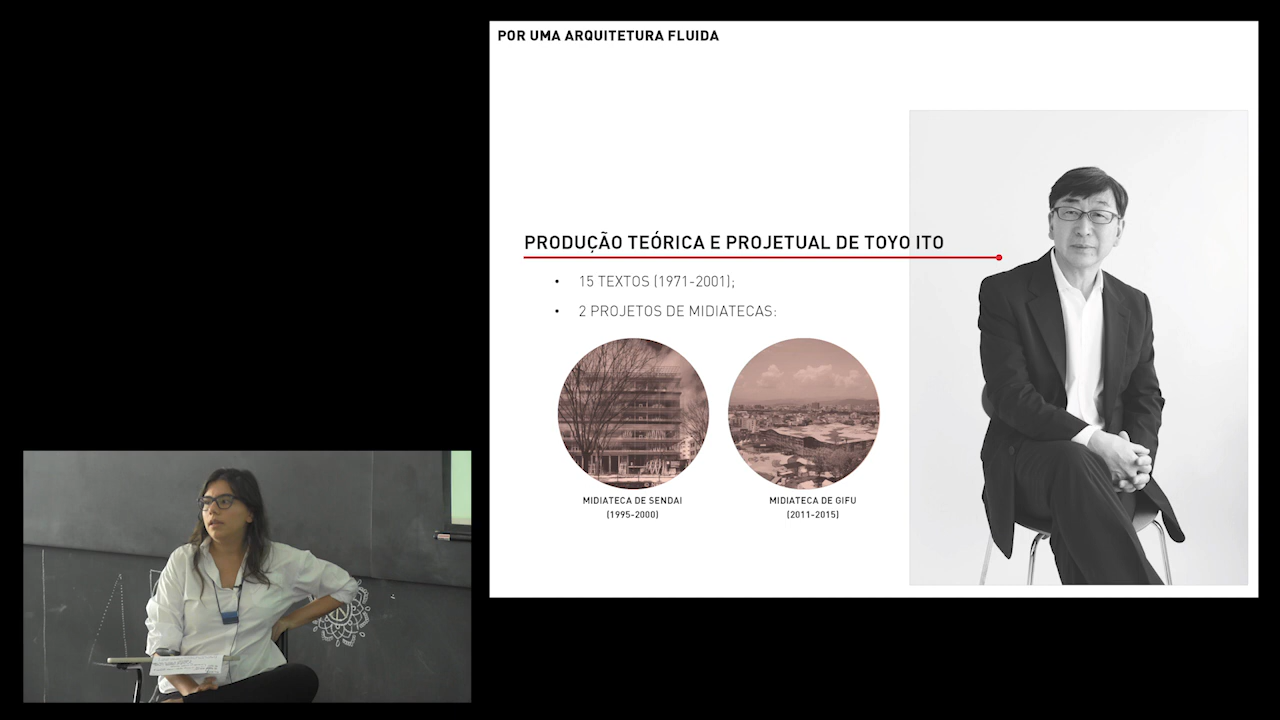 POR UMA ARQUITETURA FLUIDA
PRODUÇÃO TEÓRICA E PROJETUAL DE TOYO ITO
• 15 TEXTOS (1971-2001);
• 2 PROJETOS DE MIDIATECAS:
MIDIATECA DE SENDAI
(1995-2000)
MIDIATECA DE GIFU
(2011-2015)